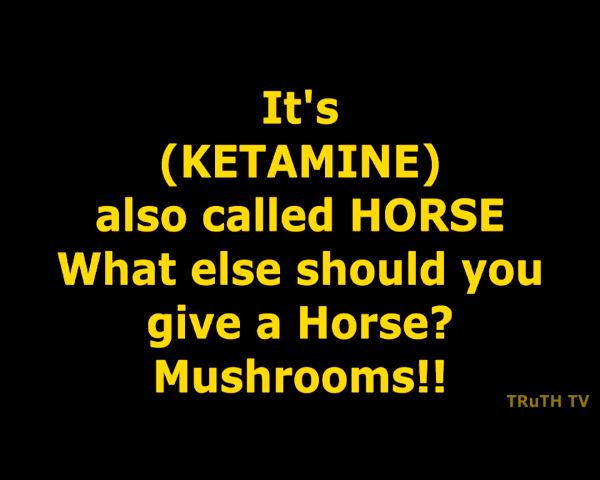 It's
(KETAMINE)
also called HORSE
What else should you
give a Horse?
Mushrooms!!
TRuTH TV